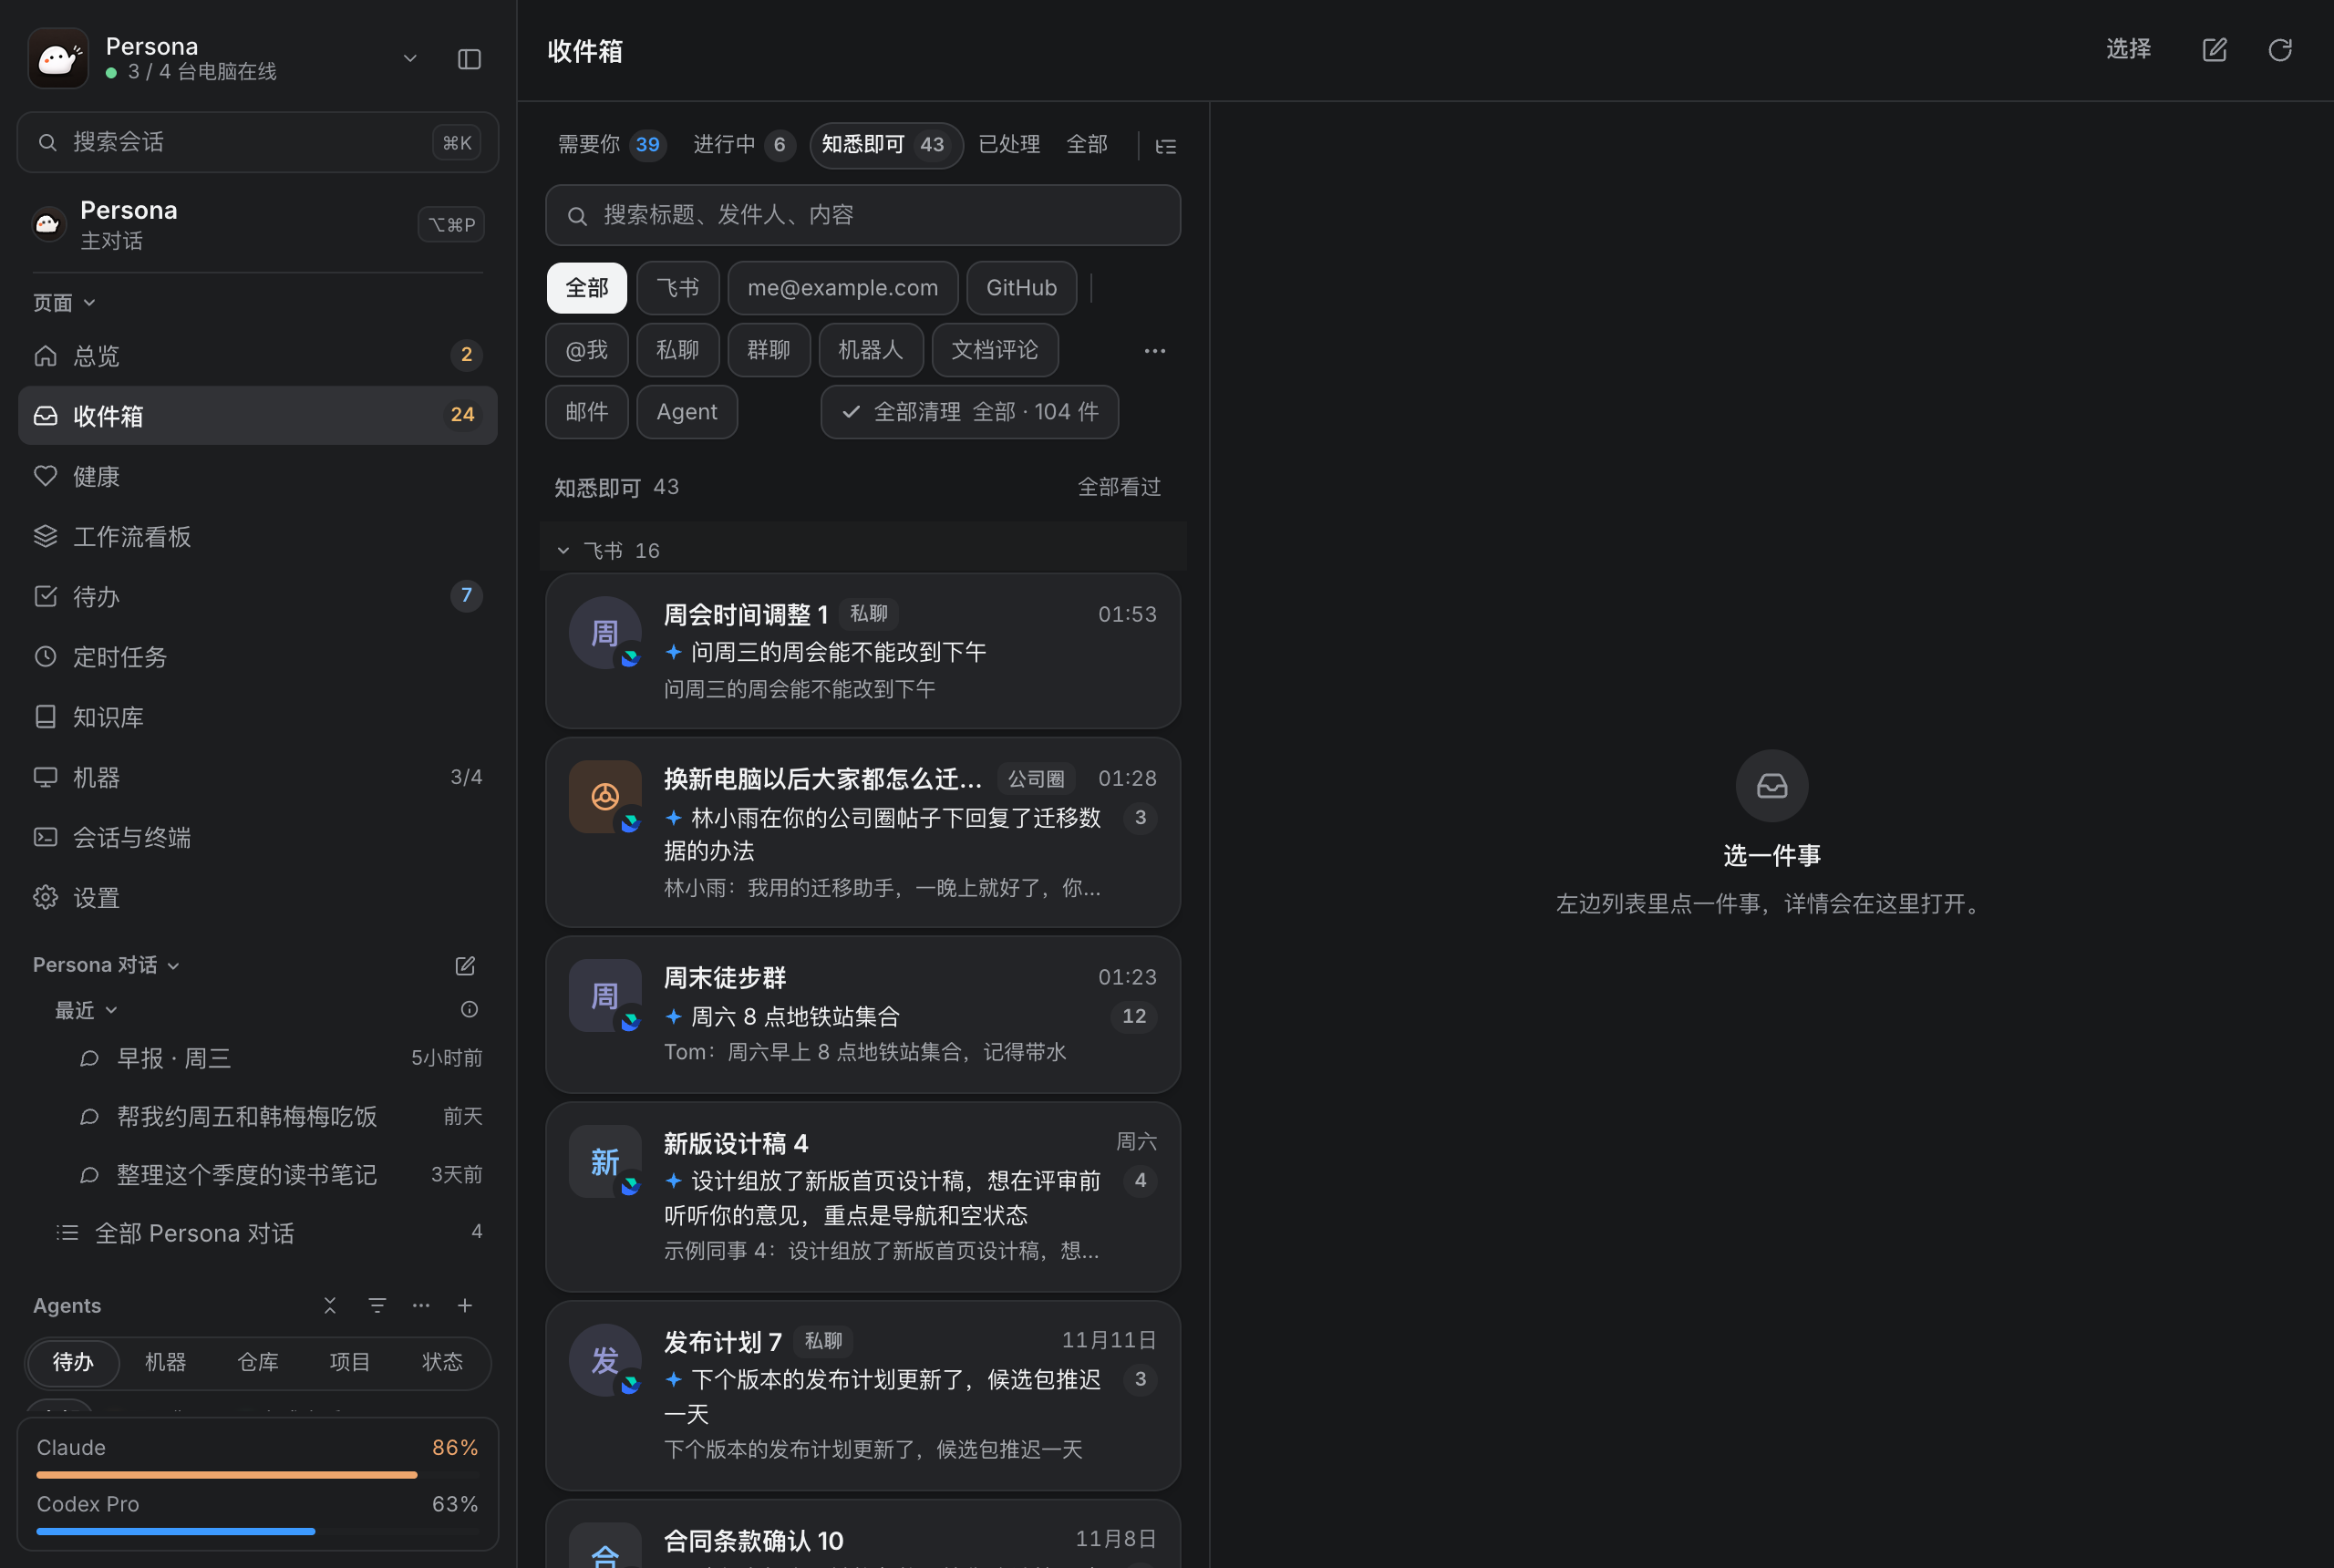 Persona
3 / 4 台电脑在线
搜索会话 ⌘K
Persona
主对话
⌥⌘P
页面
总览 2
收件箱 24
健康
工作流看板
待办 7
定时任务
知识库
机器 3/4
会话与终端
设置
Persona 对话
最近
早报 · 周三 5小时前
帮我约周五和韩梅梅吃饭 前天
整理这个季度的读书笔记 3天前
全部 Persona 对话 4
Agents
待办 机器 仓库 项目 状态
Claude 86%
Codex Pro 63%
收件箱 选择
需要你 39 进行中 6 知悉即可 43 已处理 全部
搜索标题、发件人、内容
全部 飞书 me@example.com GitHub
@我 私聊 群聊 机器人 文档评论
邮件 Agent 全部清理 全部 · 104 件
知悉即可 43 全部看过
飞书 16
周
周会时间调整 1 私聊 01:53
问周三的周会能不能改到下午
问周三的周会能不能改到下午
换新电脑以后大家都怎么迁... 公司圈 01:28
林小雨在你的公司圈帖子下回复了迁移数 3
据的办法
林小雨：我用的迁移助手，一晚上就好了，你...
周
周末徒步群 01:23
周六 8 点地铁站集合 12
Tom：周六早上 8 点地铁站集合，记得带水
新
新版设计稿 4 周六
设计组放了新版首页设计稿，想在评审前 4
听听你的意见，重点是导航和空状态
示例同事 4：设计组放了新版首页设计稿，想...
发
发布计划 7 私聊 11月11日
下个版本的发布计划更新了，候选包推迟 3
一天
下个版本的发布计划更新了，候选包推迟一天
合
合同条款确认 10 11月8日
选一件事
左边列表里点一件事，详情会在这里打开。